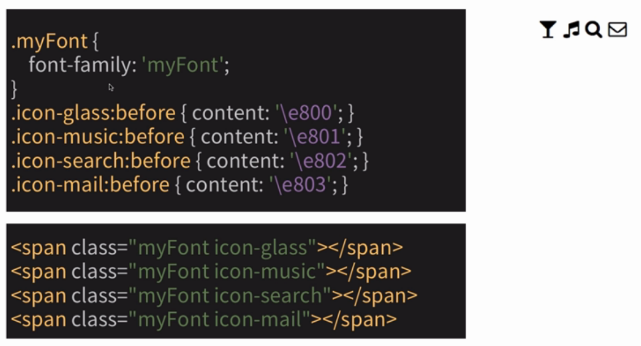 .myFont {
font-family: 'myFont';
}
.icon-glass:before { content: '\e800'; }
.icon-music:before { content: '\e801'; }
.icon-search:before { content: '\e802'; }
.icon-mail:before { content: '\e803'; }
<span class="myFont icon-glass"></span>
<span class="myFont icon-music"></span>
<span class="myFont icon-search"></span>
<span class="myFont icon-mail"></span>